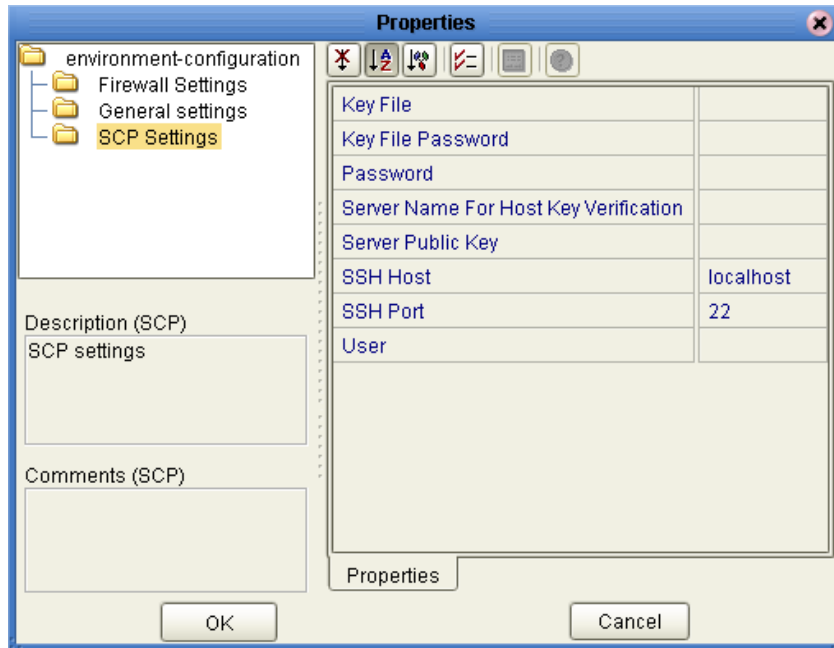 Properties
environment-configuration
Firewall Settings
General settings
SCP Settings
Description (SCP)
SCP settings
Comments (SCP)
Key File
Key File Password
Password
Server Name For Host Key Verification
Server Public Key
SSH Host localhost
SSH Port 22
User
Properties
OK
Cancel